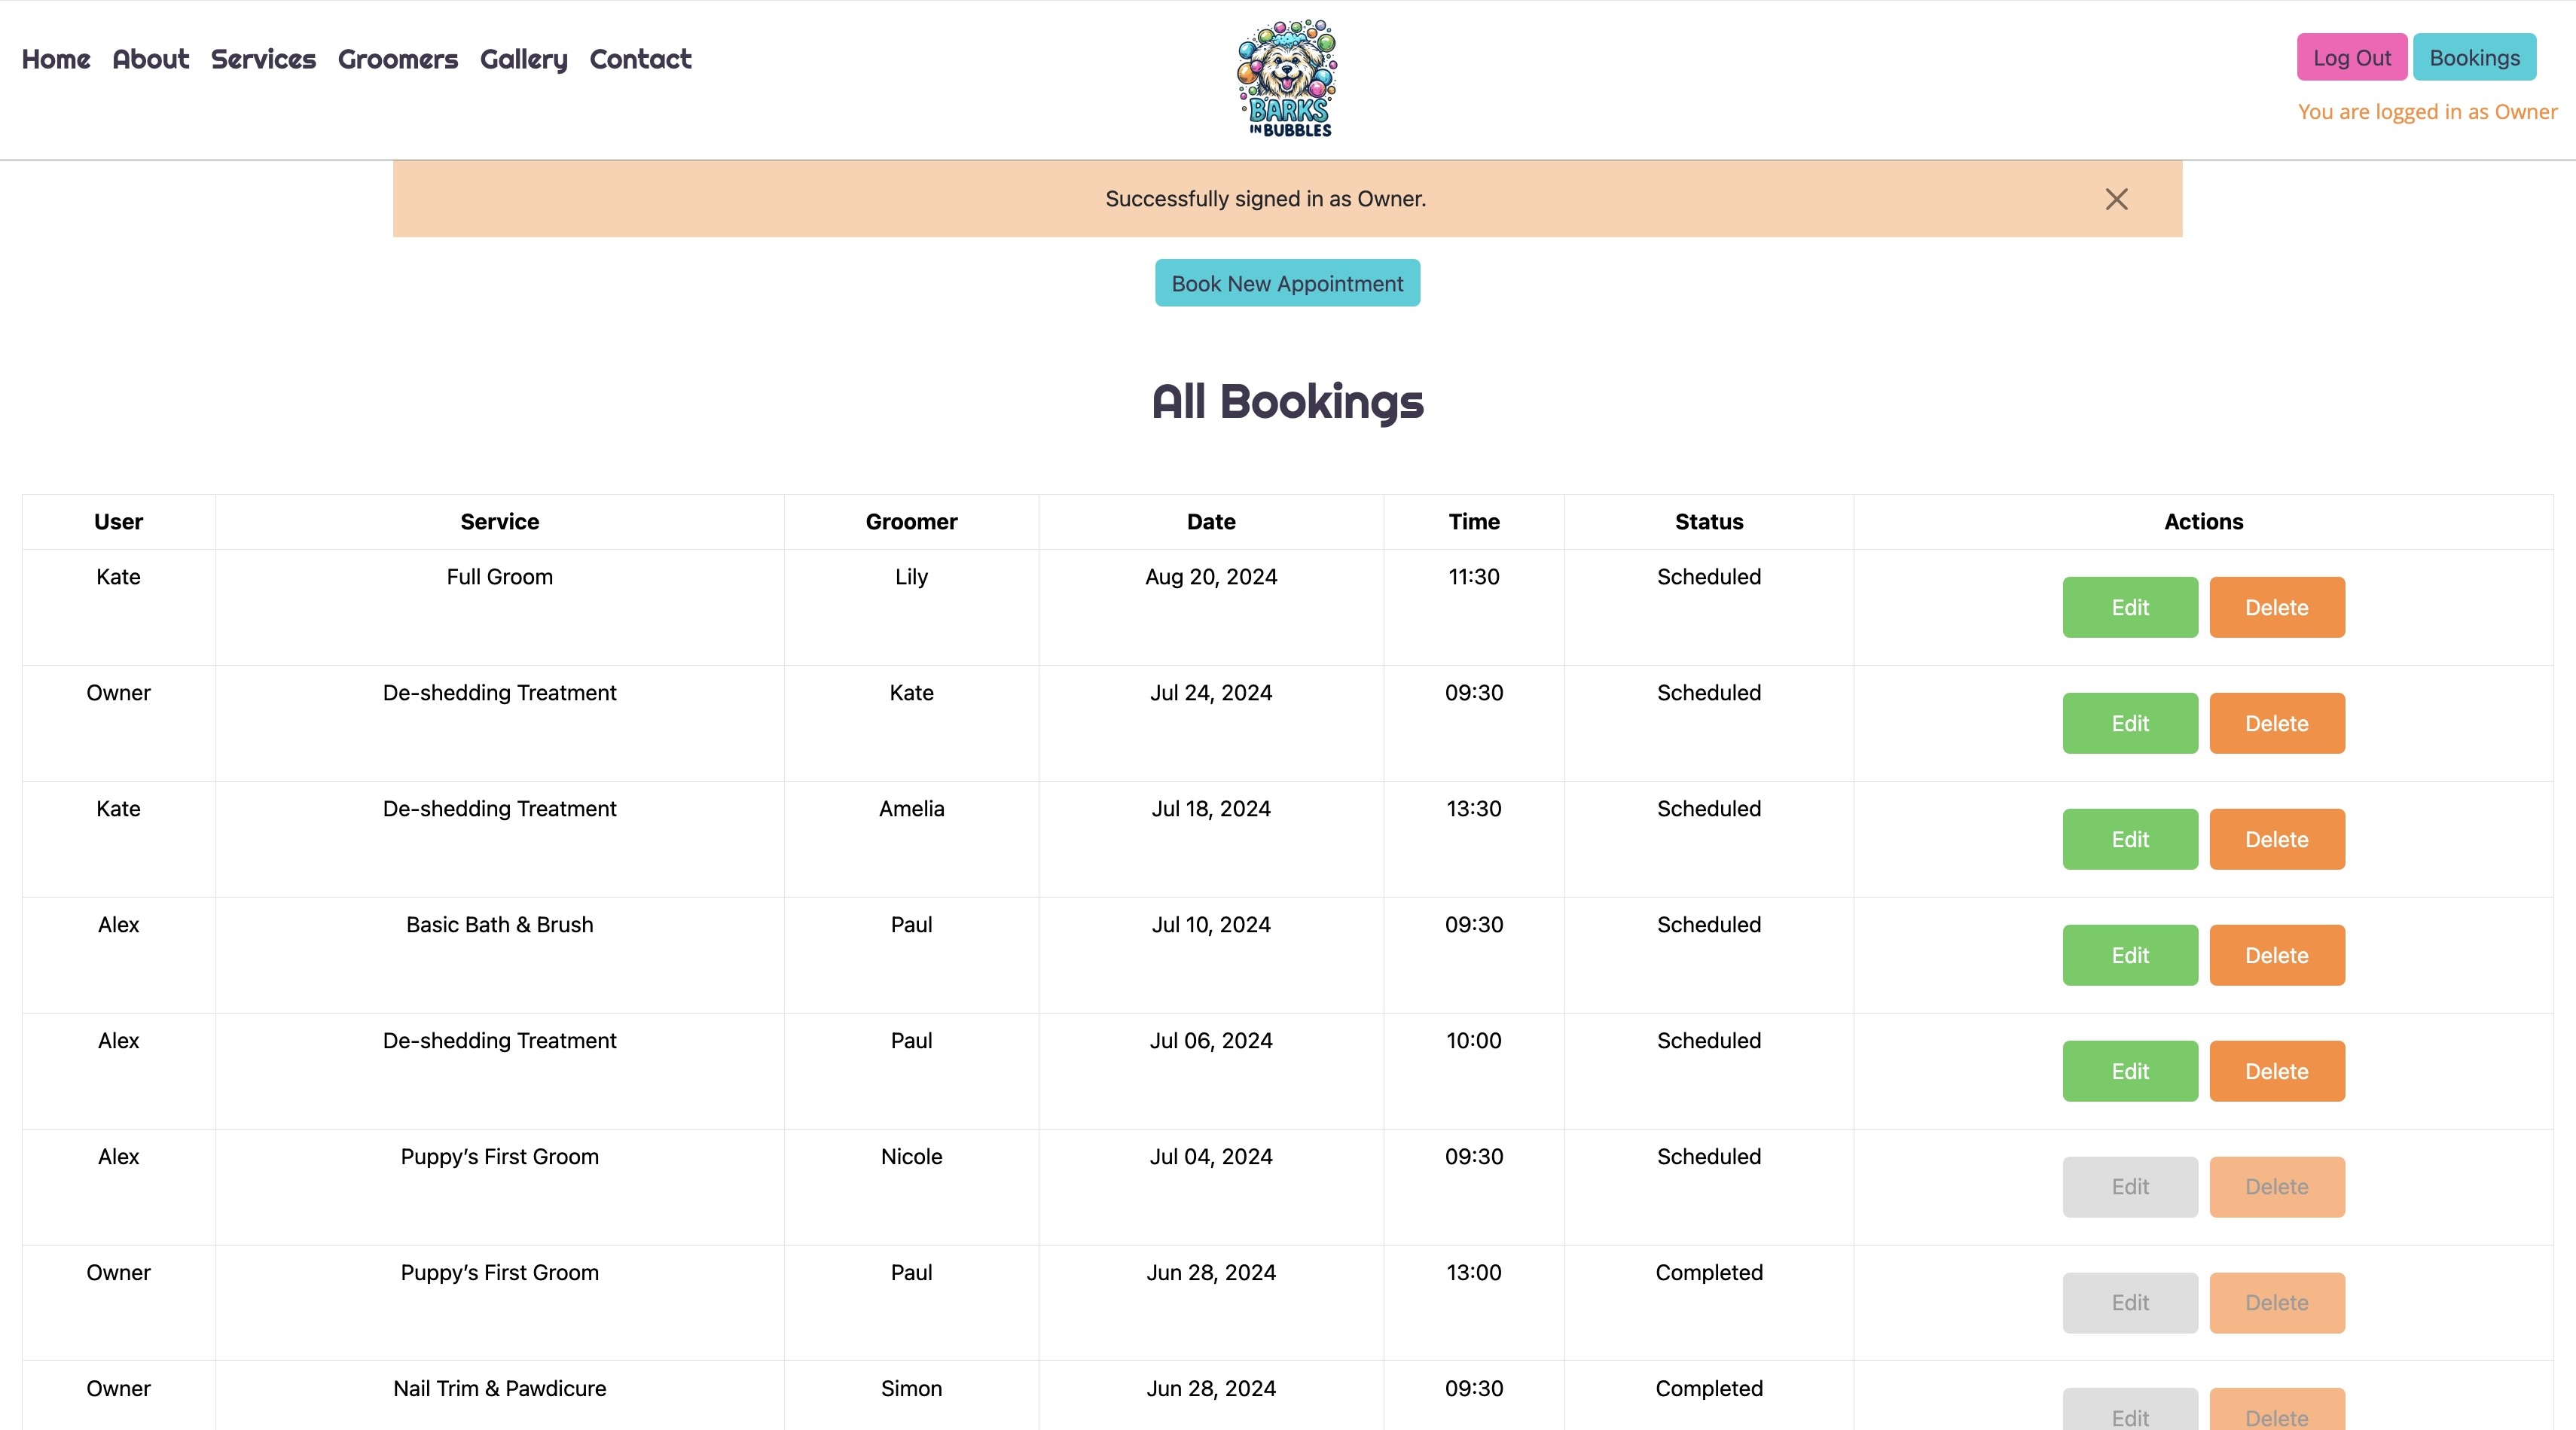 Home About Services Groomers Gallery Contact
BARKS
IN BUBBLES
Log Out Bookings
You are logged in as Owner
Successfully signed in as Owner.
Book New Appointment
All Bookings
User Service Groomer Date Time Status Actions
Kate Full Groom Lily Aug 20, 2024 11:30 Scheduled Edit Delete
Owner De-shedding Treatment Kate Jul 24, 2024 09:30 Scheduled Edit Delete
Kate De-shedding Treatment Amelia Jul 18, 2024 13:30 Scheduled Edit Delete
Alex Basic Bath & Brush Paul Jul 10, 2024 09:30 Scheduled Edit Delete
Alex De-shedding Treatment Paul Jul 06, 2024 10:00 Scheduled Edit Delete
Alex Puppy’s First Groom Nicole Jul 04, 2024 09:30 Scheduled Edit Delete
Owner Puppy’s First Groom Paul Jun 28, 2024 13:00 Completed Edit Delete
Owner Nail Trim & Pawdicure Simon Jun 28, 2024 09:30 Completed Edit Delete